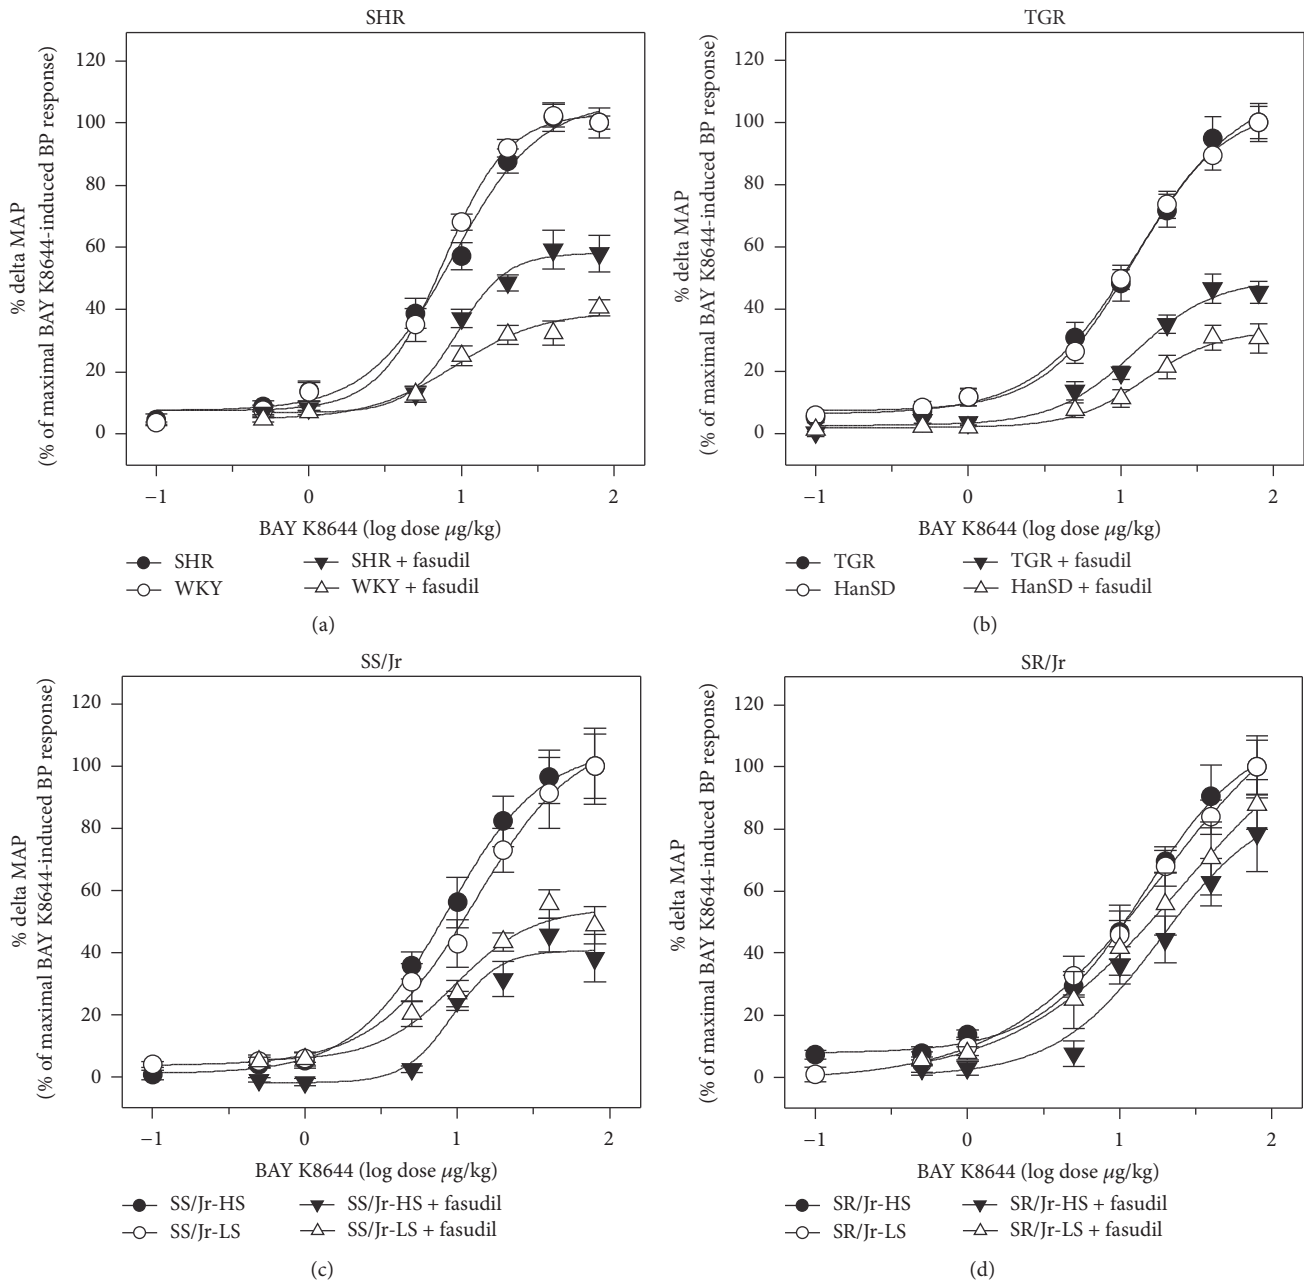 SHR
% delta MAP
(% of maximal BAY K8644-induced BP response)
120
100
80
60
40
20
0
−1
0
1
2
BAY K8644 (log dose μg/kg)
SHR
WKY
SHR + fasudil
WKY + fasudil
(a)
TGR
% delta MAP
(% of maximal BAY K8644-induced BP response)
120
100
80
60
40
20
0
−1
0
1
2
BAY K8644 (log dose μg/kg)
TGR
HanSD
TGR + fasudil
HanSD + fasudil
(b)
SS/Jr
% delta MAP
(% of maximal BAY K8644-induced BP response)
120
100
80
60
40
20
0
−1
0
1
2
BAY K8644 (log dose μg/kg)
SS/Jr-HS
SS/Jr-LS
SS/Jr-HS + fasudil
SS/Jr-LS + fasudil
(c)
SR/Jr
% delta MAP
(% of maximal BAY K8644-induced BP response)
120
100
80
60
40
20
0
−1
0
1
2
BAY K8644 (log dose μg/kg)
SR/Jr-HS
SR/Jr-LS
SR/Jr-HS + fasudil
SR/Jr-LS + fasudil
(d)